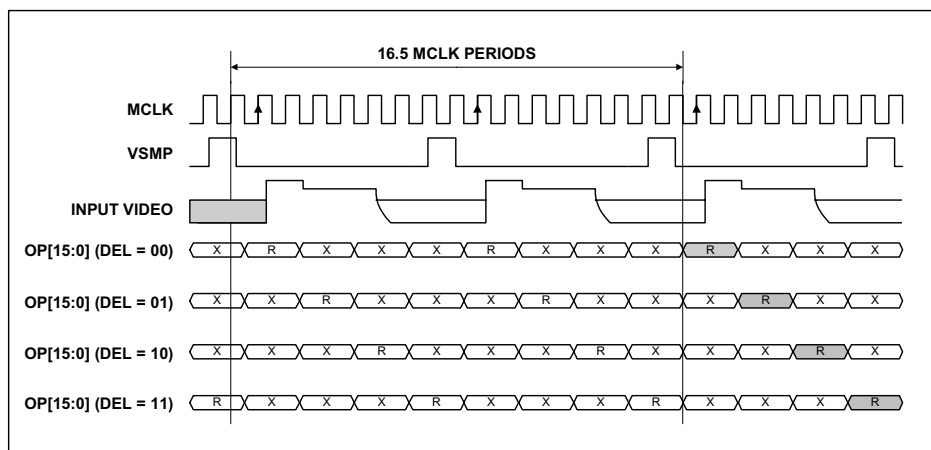 16.5 MCLK PERIODS
MCLK
VSMP
INPUT VIDEO
OP[15:0] (DEL = 00) X R X X X R X X X R X X X
OP[15:0] (DEL = 01) X X R X X X R X X X R X X
OP[15:0] (DEL = 10) X X X R X X X R X X X R X
OP[15:0] (DEL = 11) R X X X R X X X R X X X R